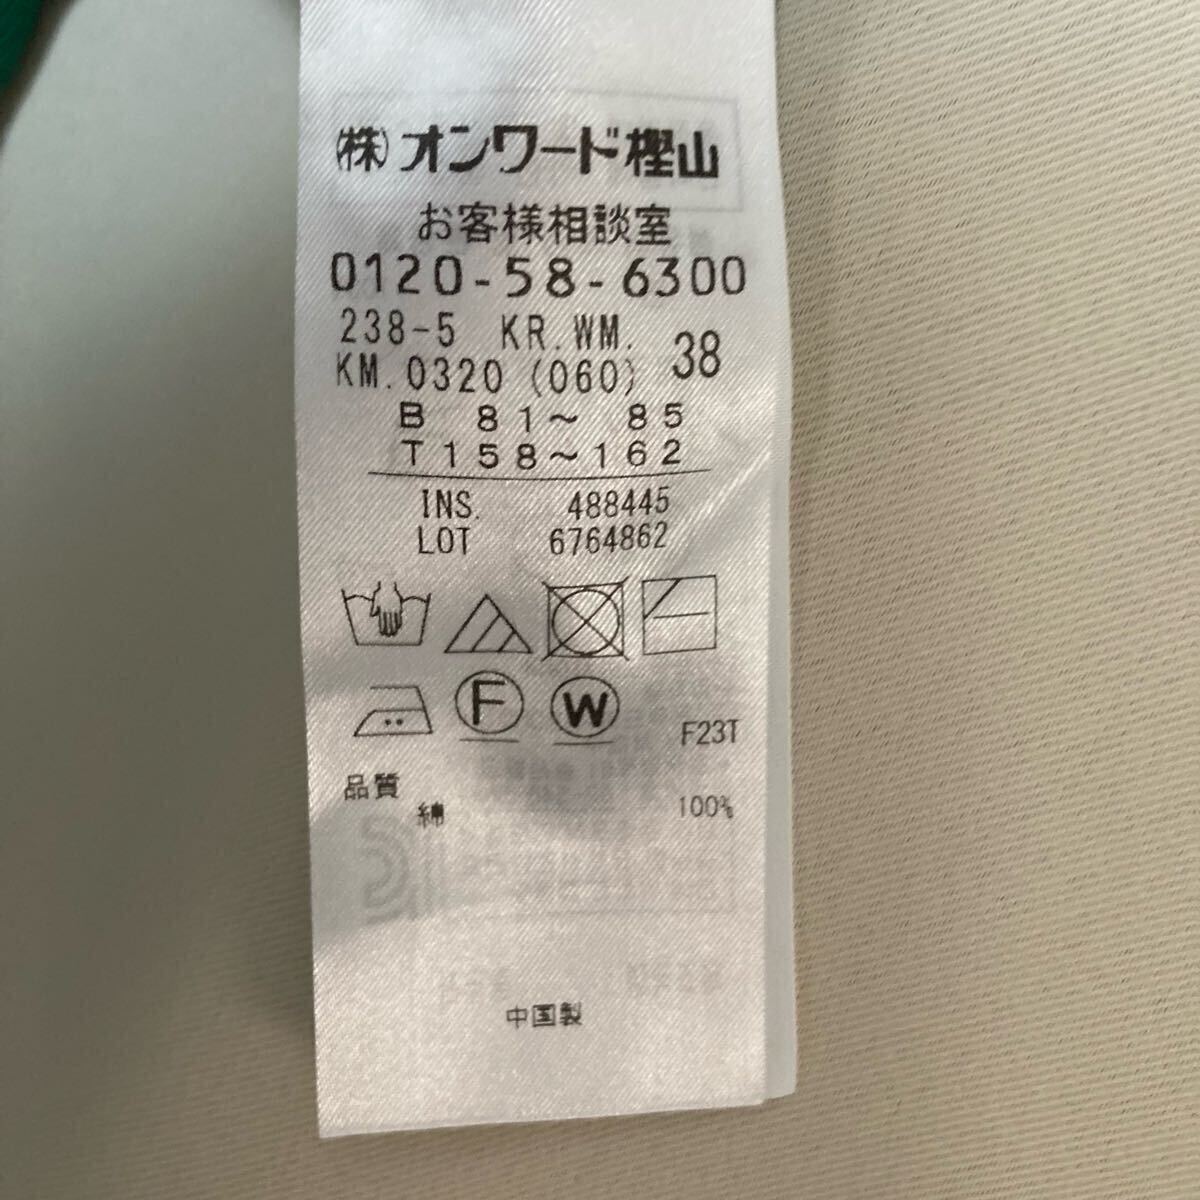 (株)オンワード樫山
お客様相談室
0120-58-6300
238-5 KR.WM. 38
KM.0320 (060)
B 81～ 85
T158～162
INS. 488445
LOT 6764862
F
W
F23T
品質
綿 100%
中国製